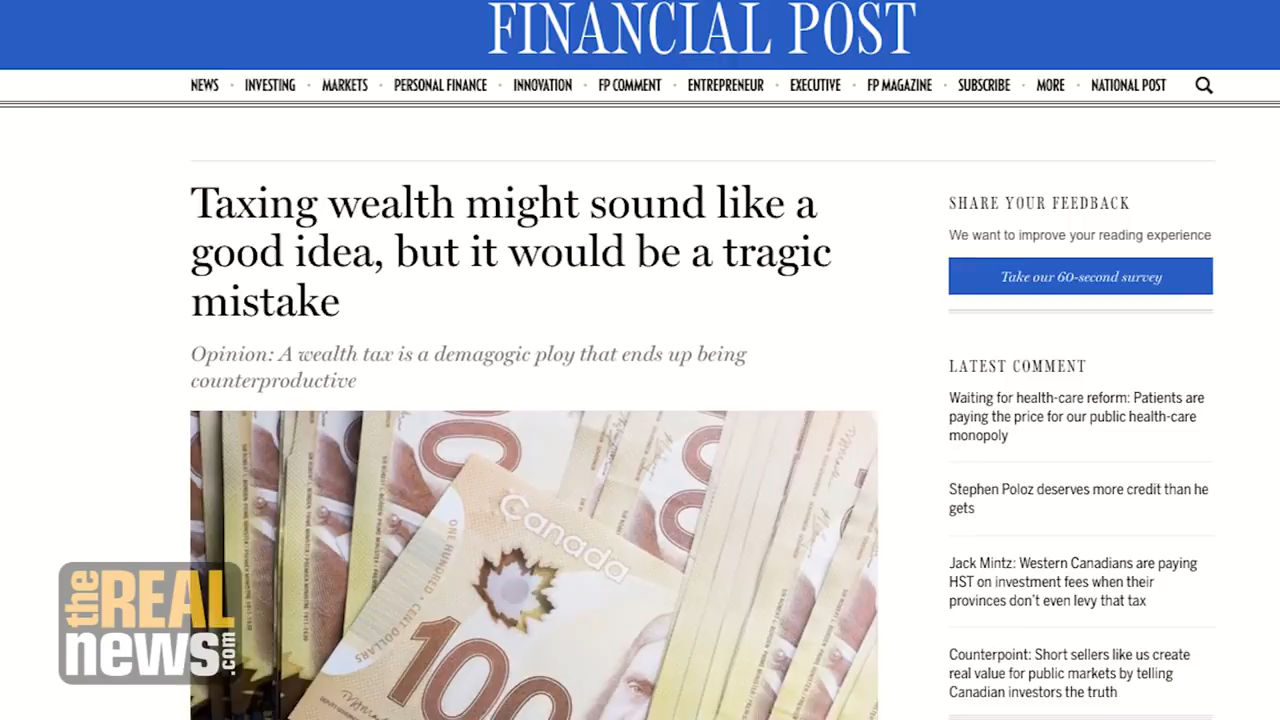 FINANCIAL POST
NEWS · INVESTING · MARKETS · PERSONAL FINANCE · INNOVATION · FP COMMENT · ENTREPRENEUR · EXECUTIVE · FP MAGAZINE · SUBSCRIBE · MORE · NATIONAL POST
Taxing wealth might sound like a
good idea, but it would be a tragic
mistake
Opinion: A wealth tax is a demagogic ploy that ends up being
counterproductive
Canada
ONE HUNDRED · CENT DOLLARS
100
SHARE YOUR FEEDBACK
We want to improve your reading experience
Take our 60-second survey
LATEST COMMENT
Waiting for health-care reform: Patients are
paying the price for our public health-care
monopoly
Stephen Poloz deserves more credit than he
gets
Jack Mintz: Western Canadians are paying
HST on investment fees when their
provinces don't even levy that tax
Counterpoint: Short sellers like us create
real value for public markets by telling
Canadian investors the truth
the REAL
news.com